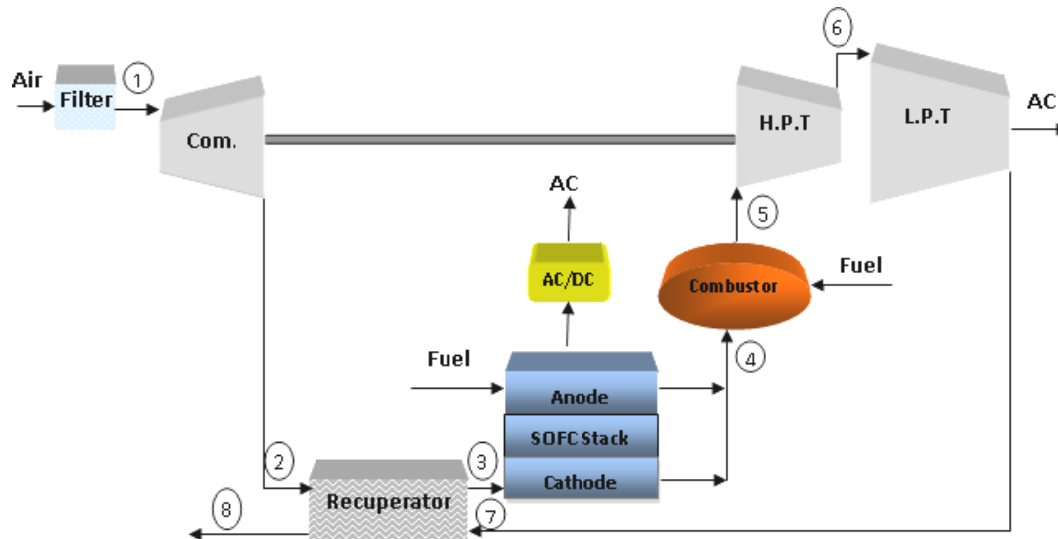 6
Air
1
Filter
Com.
H.P.T
L.P.T
AC
AC
5
AC/DC
Combustor
Fuel
Fuel
4
Anode
SOFC Stack
2
3
Cathode
Recuperator
8
7